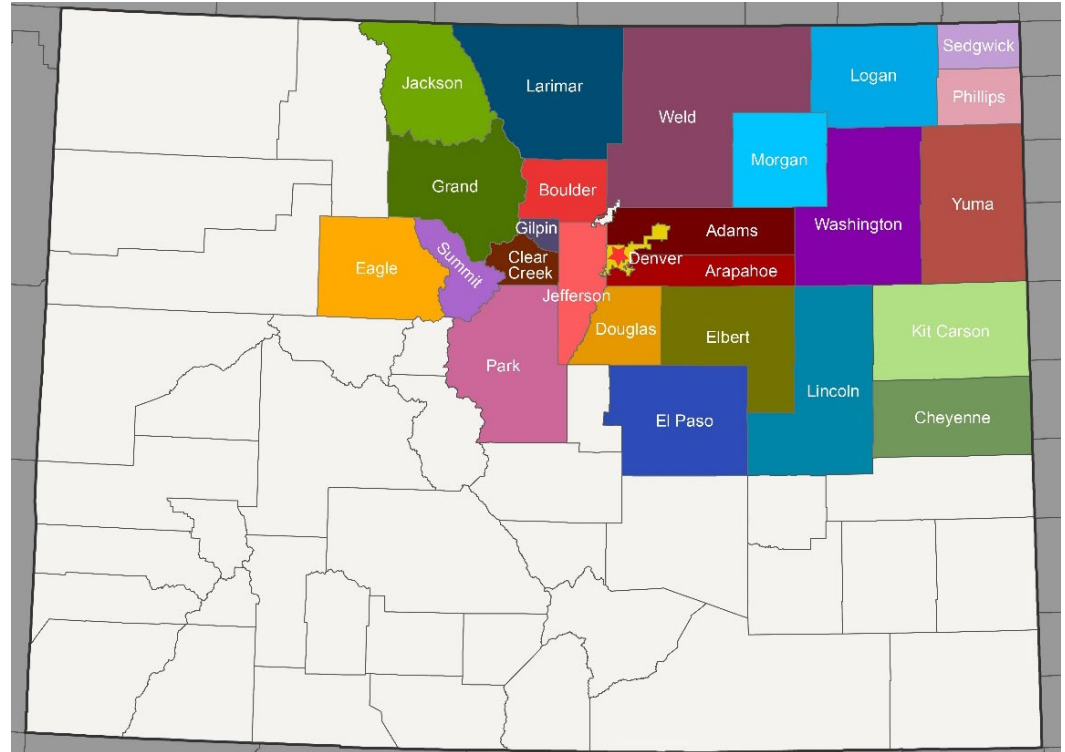 Sedgwick
Jackson
Larimar
Logan
Phillips
Weld
Morgan
Grand
Boulder
Yuma
Washington
Gilpin
Adams
Summit
Clear
Creek
Denver
Eagle
Arapahoe
Jefferson
Douglas
Elbert
Kit Carson
Park
Lincoln
El Paso
Cheyenne